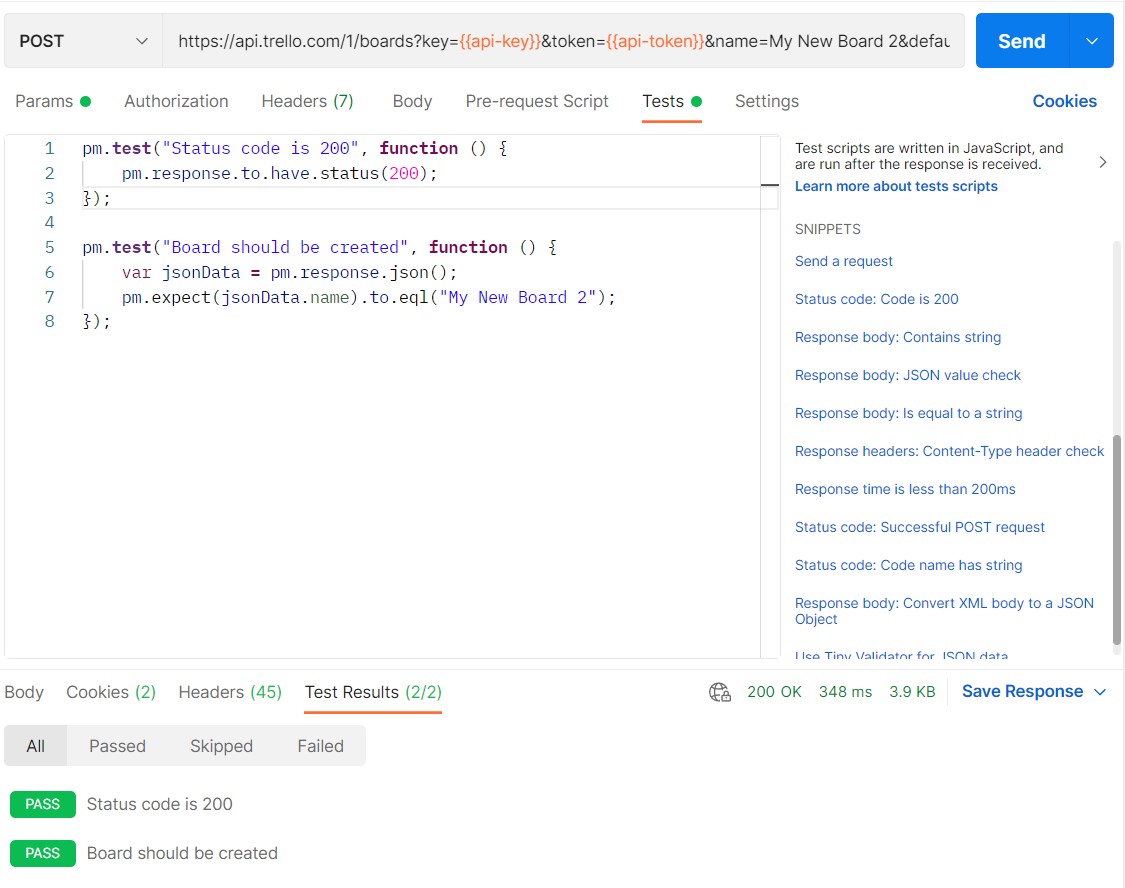 POST
https://api.trello.com/1/boards?key={{api-key}}&token={{api-token}}&name=My New Board 2&defau
Send
Params
Authorization
Headers (7)
Body
Pre-request Script
Tests
Settings
Cookies
1 pm.test("Status code is 200", function () {
2 pm.response.to.have.status(200);
3 });
4
5 pm.test("Board should be created", function () {
6 var jsonData = pm.response.json();
7 pm.expect(jsonData.name).to.eql("My New Board 2");
8 });
Test scripts are written in JavaScript, and
are run after the response is received.
Learn more about tests scripts
SNIPPETS
Send a request
Status code: Code is 200
Response body: Contains string
Response body: JSON value check
Response body: Is equal to a string
Response headers: Content-Type header check
Response time is less than 200ms
Status code: Successful POST request
Status code: Code name has string
Response body: Convert XML body to a JSON
Object
Use Tiny Validator for JSON data
Body
Cookies (2)
Headers (45)
Test Results (2/2)
200 OK
348 ms
3.9 KB
Save Response
All
Passed
Skipped
Failed
PASS Status code is 200
PASS Board should be created